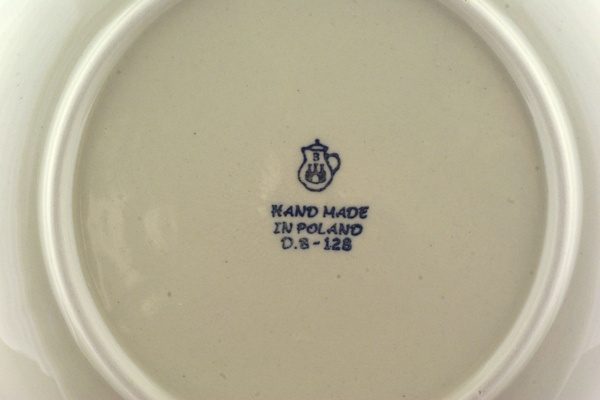 B
HAND MADE
IN POLAND
D.B-128